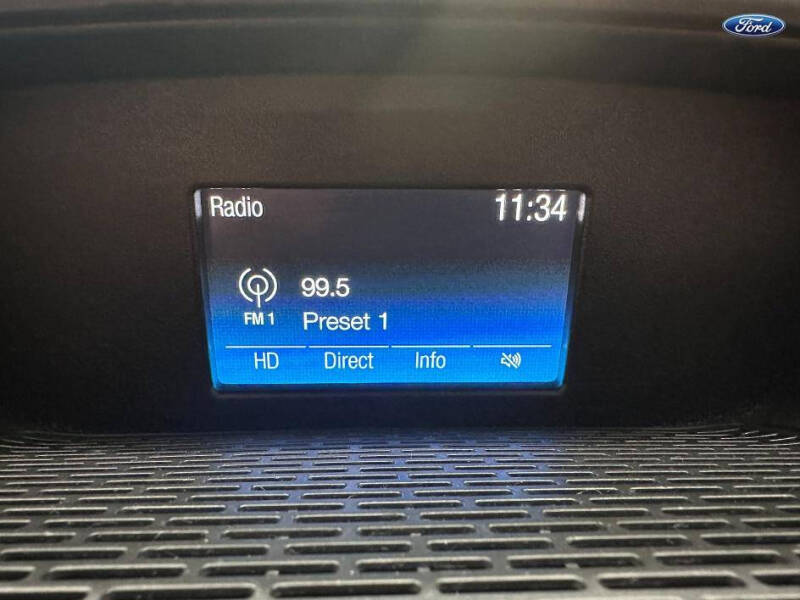 Ford
Radio 11:34
99.5
FM 1 Preset 1
HD Direct Info